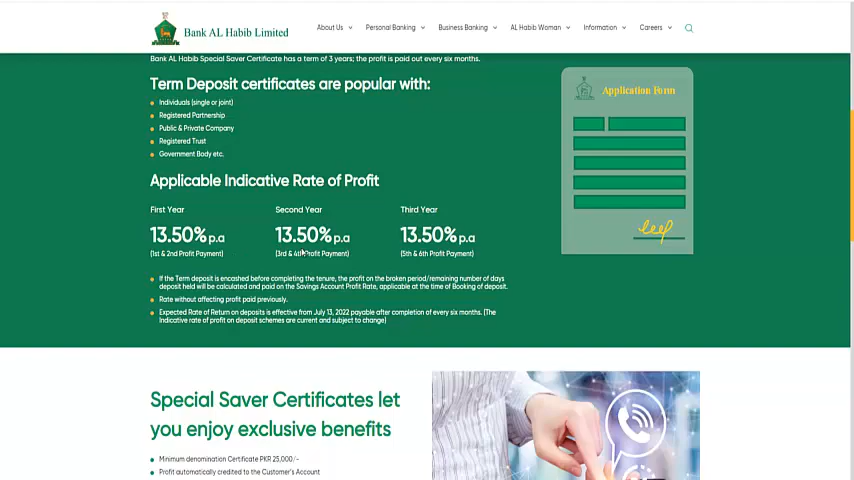 Bank AL Habib Limited
About Us
Personal Banking
Business Banking
AL Habib Woman
Information
Careers
Bank AL Habib Special Saver Certificate has a term of 3 years; the profit is paid out every six months.
Term Deposit certificates are popular with:
Individuals (single or joint)
Registered Partnership
Public & Private Company
Registered Trust
Government Body etc.
Application Form
Applicable Indicative Rate of Profit
First Year
Second Year
Third Year
13.50% p.a
13.50% p.a
13.50% p.a
(1st & 2nd Profit Payment)
(3rd & 4th Profit Payment)
(5th & 6th Profit Payment)
If the Term deposit is encashed before completing the tenure, the profit on the broken period/remaining number of days
deposit held will be calculated and paid on the Savings Account Profit Rate, applicable at the time of Booking of deposit.
Rate without affecting profit paid previously.
Expected Rate of Return on deposits is effective from July 13, 2022 payable after completion of every six months. (The
Indicative rate of profit on deposit schemes are current and subject to change)
Special Saver Certificates let
you enjoy exclusive benefits
Minimum denomination Certificate PKR 25,000/-
Profit automatically credited to the Customer's Account